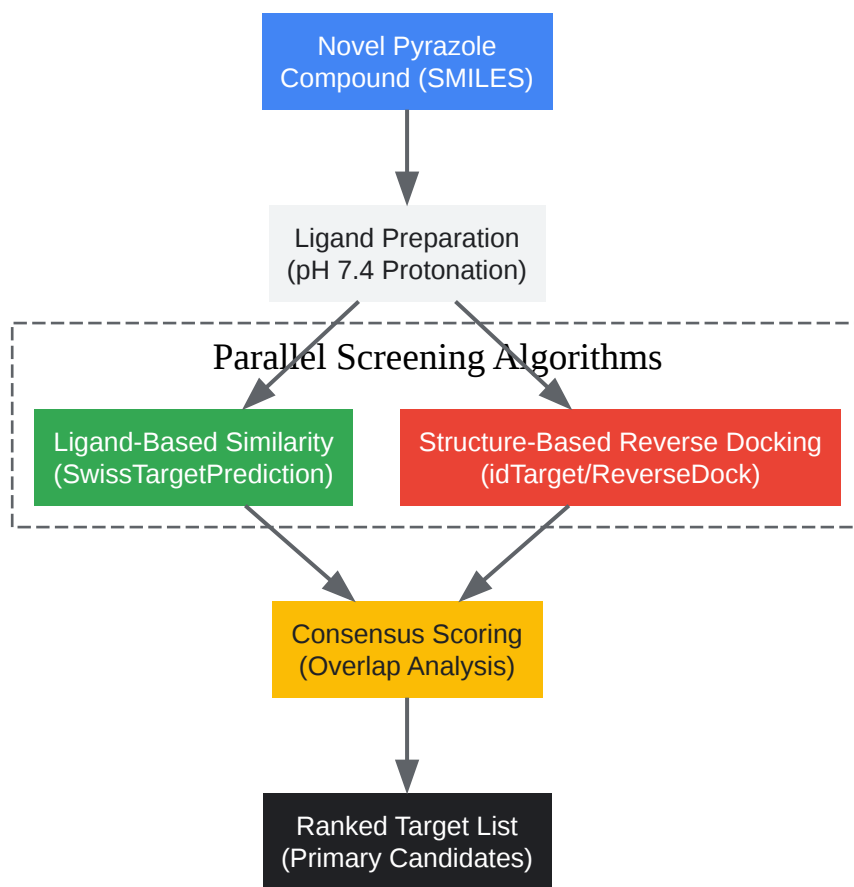 Novel Pyrazole
Compound (SMILES)
Ligand Preparation
(pH 7.4 Protonation)
Parallel Screening Algorithms
Ligand-Based Similarity
(SwissTargetPrediction)
Structure-Based Reverse Docking
(idTarget/ReverseDock)
Consensus Scoring
(Overlap Analysis)
Ranked Target List
(Primary Candidates)